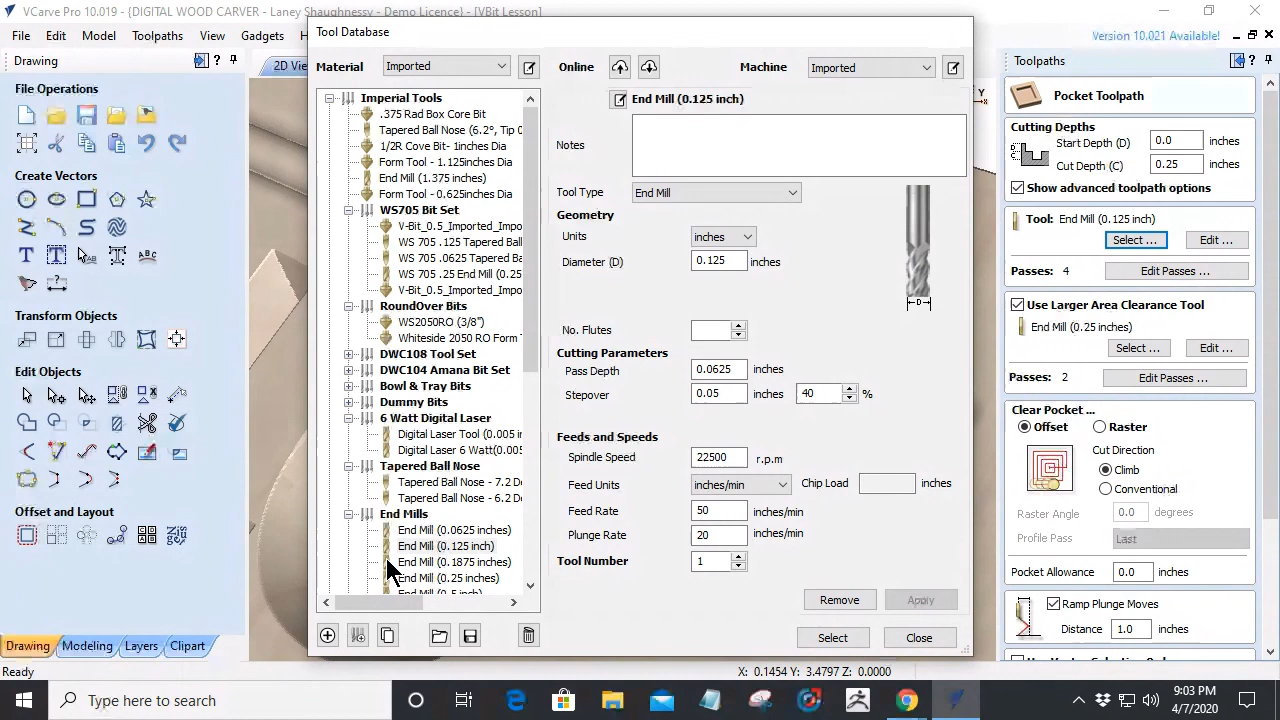 VCarve Pro 10.019 - {DIGITAL WOOD CARVER - Laney Shaughnessy - Demo Licence} - [VBit Lesson]
File Edit Model Toolpaths View Gadgets
Version 10.021 Available!
Drawing
2D Vie
File Operations
Create Vectors
Transform Objects
Edit Objects
Offset and Layout
Drawing Modeling Layers Clipart
Ready
X: 0.1454 Y: 3.4797 Z: 0.0000
Tool Database
Material Imported
Online
Machine Imported
Imperial Tools
.375 Rad Box Core Bit
Tapered Ball Nose (6.2°, Tip 0
1/2R Cove Bit- 1inches Dia
Form Tool - 1.125inches Dia
End Mill (1.375 inches)
Form Tool - 0.625inches Dia
WS705 Bit Set
V-Bit_0.5_Imported_Impo
WS 705 .125 Tapered Bal
WS 705 .0625 Tapered Ba
WS 705 .25 End Mill (0.25
V-Bit_0.5_Imported_Impo
RoundOver Bits
WS2050RO (3/8")
Whiteside 2050 RO Form T
DWC108 Tool Set
DWC104 Amana Bit Set
Bowl & Tray Bits
Dummy Bits
6 Watt Digital Laser
Digital Laser Tool (0.005 in
Digital Laser 6 Watt(0.005
Tapered Ball Nose
Tapered Ball Nose - 7.2 De
Tapered Ball Nose - 6.2 De
End Mills
End Mill (0.0625 inches)
End Mill (0.125 inch)
End Mill (0.1875 inches)
End Mill (0.25 inches)
End Mill (0.5 inch)
End Mill (0.125 inch)
Notes
Tool Type End Mill
Geometry
Units inches
Diameter (D) 0.125 inches
D
No. Flutes
Cutting Parameters
Pass Depth 0.0625 inches
Stepover 0.05 inches 40 %
Feeds and Speeds
Spindle Speed 22500 r.p.m
Feed Units inches/min Chip Load inches
Feed Rate 50 inches/min
Plunge Rate 20 inches/min
Tool Number 1
Remove Apply
Select Close
Y
x
Toolpaths
Pocket Toolpath
Cutting Depths
Start Depth (D) 0.0 inches
Cut Depth (C) 0.25 inches
Show advanced toolpath options
Tool: End Mill (0.125 inch)
Select ... Edit ...
Passes: 4 Edit Passes ...
Use Larger Area Clearance Tool
End Mill (0.25 inch)
Select ... Edit ...
Passes: 2 Edit Passes ...
Clear Pocket ...
Offset Raster
Cut Direction
Climb
Conventional
Raster Angle 0.0 degrees
Profile Pass Last
Pocket Allowance 0.0 inches
Ramp Plunge Moves
Distance 1.0 inches
Type here to search
9:03 PM
4/7/2020